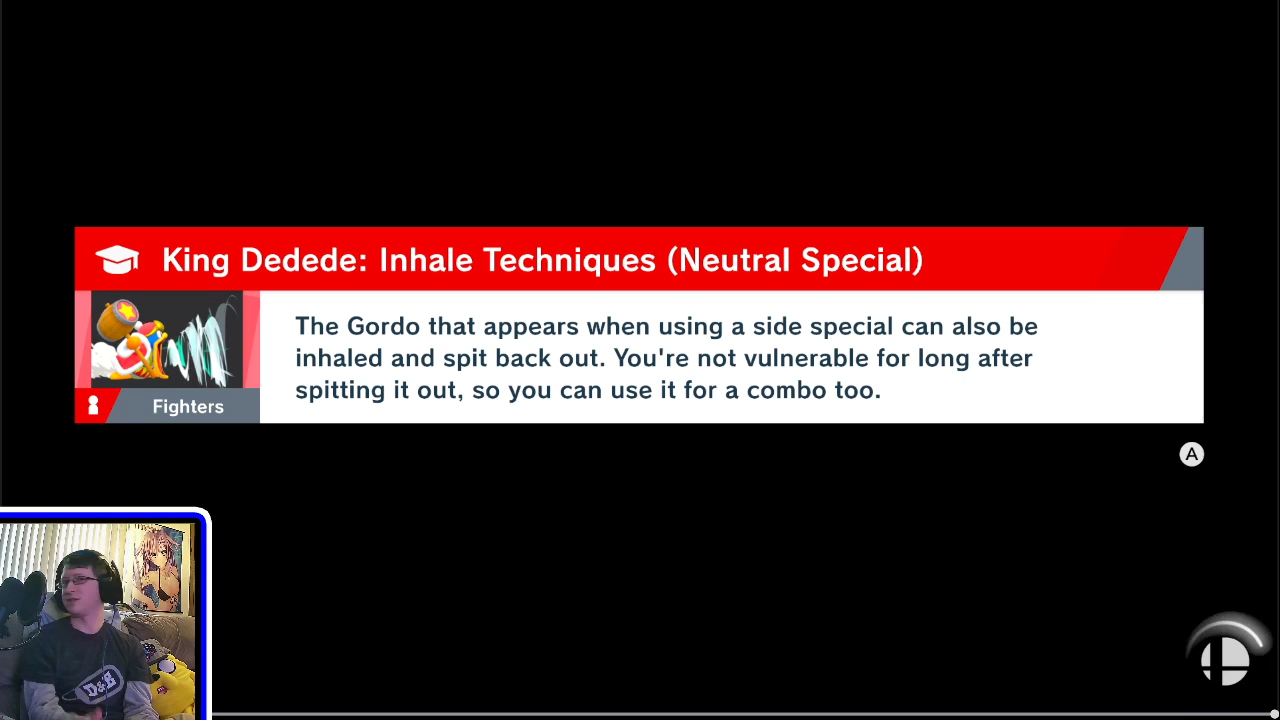 King Dedede: Inhale Techniques (Neutral Special)
The Gordo that appears when using a side special can also be
inhaled and spit back out. You're not vulnerable for long after
spitting it out, so you can use it for a combo too.
Fighters
A
D&S